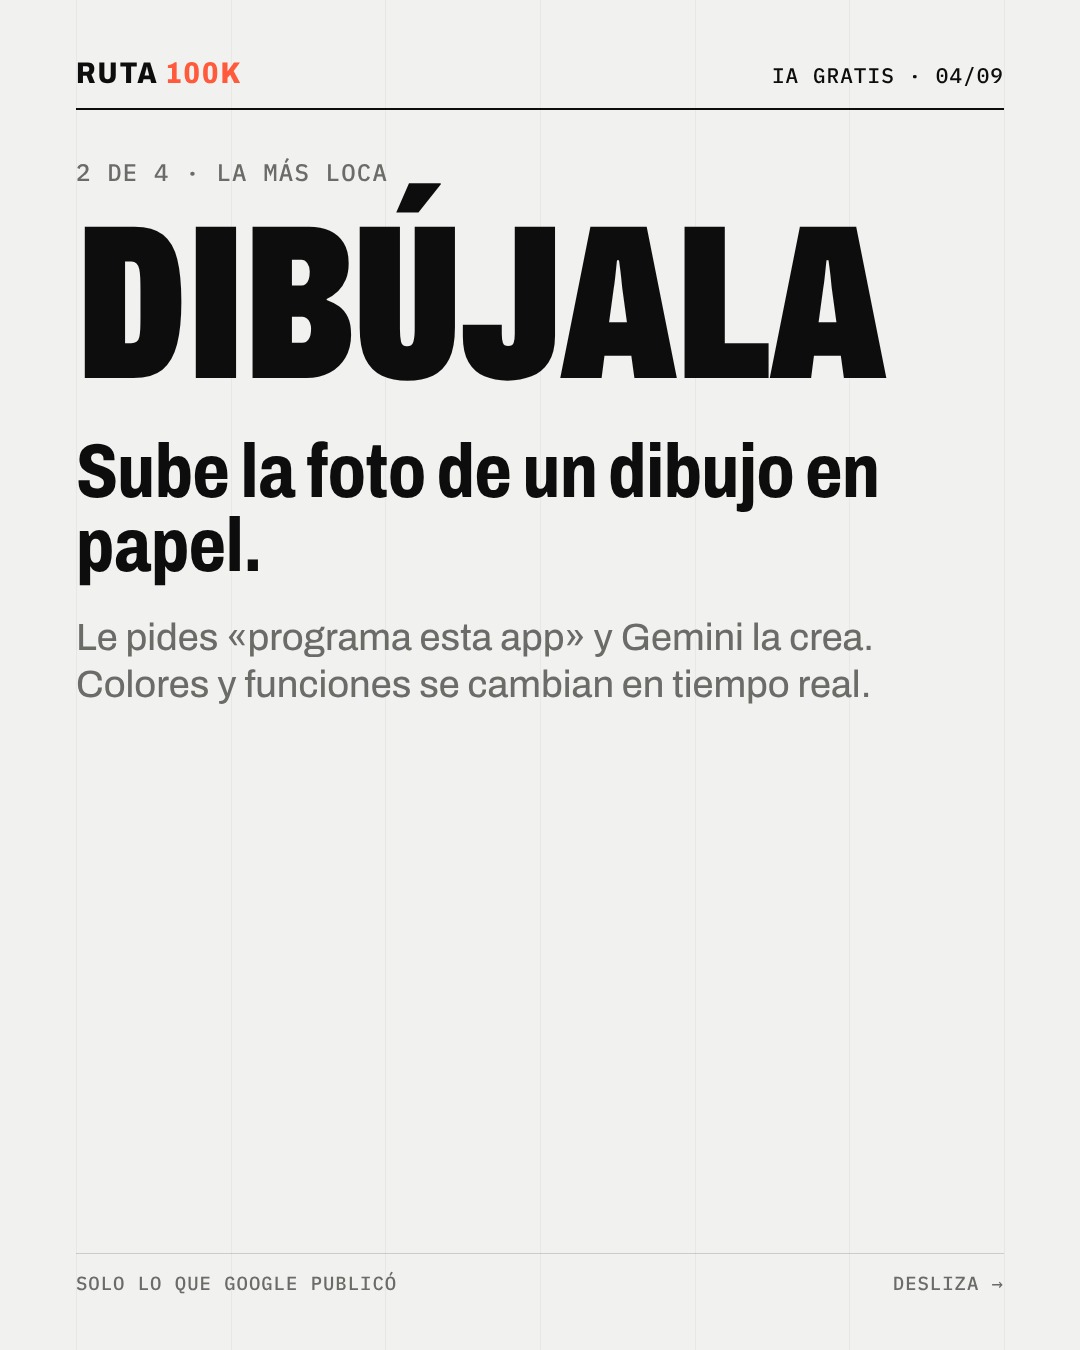 RUTA 100K
IA GRATIS · 04/09
2 DE 4 · LA MÁS LOCA
DIBÚJALA
Sube la foto de un dibujo en
papel.
Le pides «programa esta app» y Gemini la crea.
Colores y funciones se cambian en tiempo real.
SOLO LO QUE GOOGLE PUBLICÓ
DESLIZA →